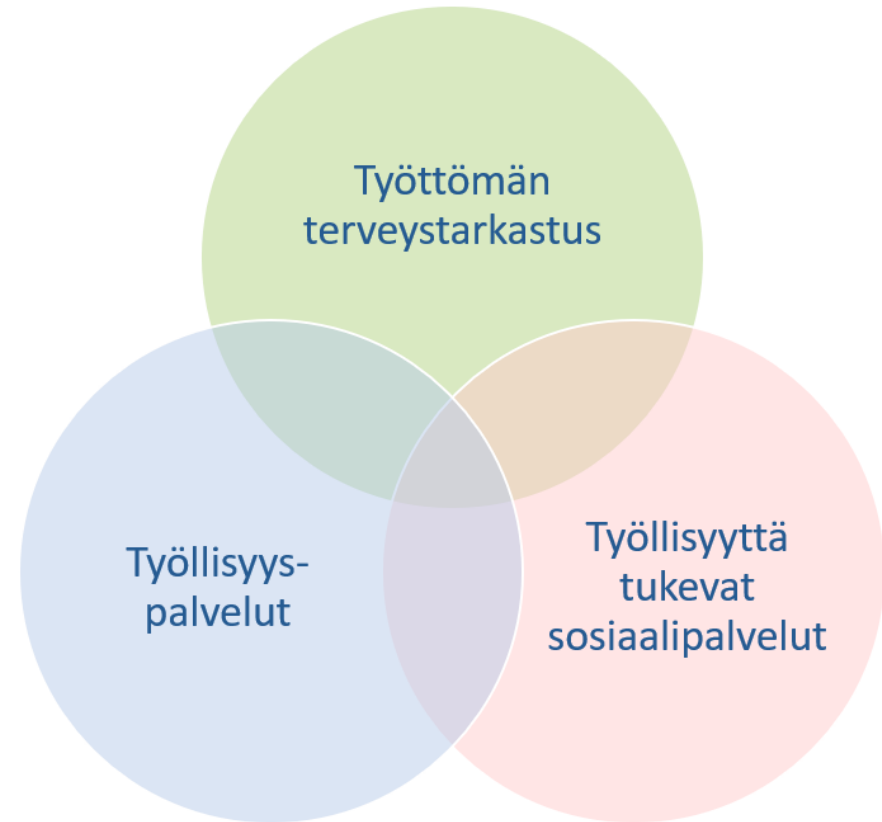 Työttömän
terveystarkastus
Työllisyys-
palvelut
Työllisyyttä
tukevat
sosiaalipalvelut